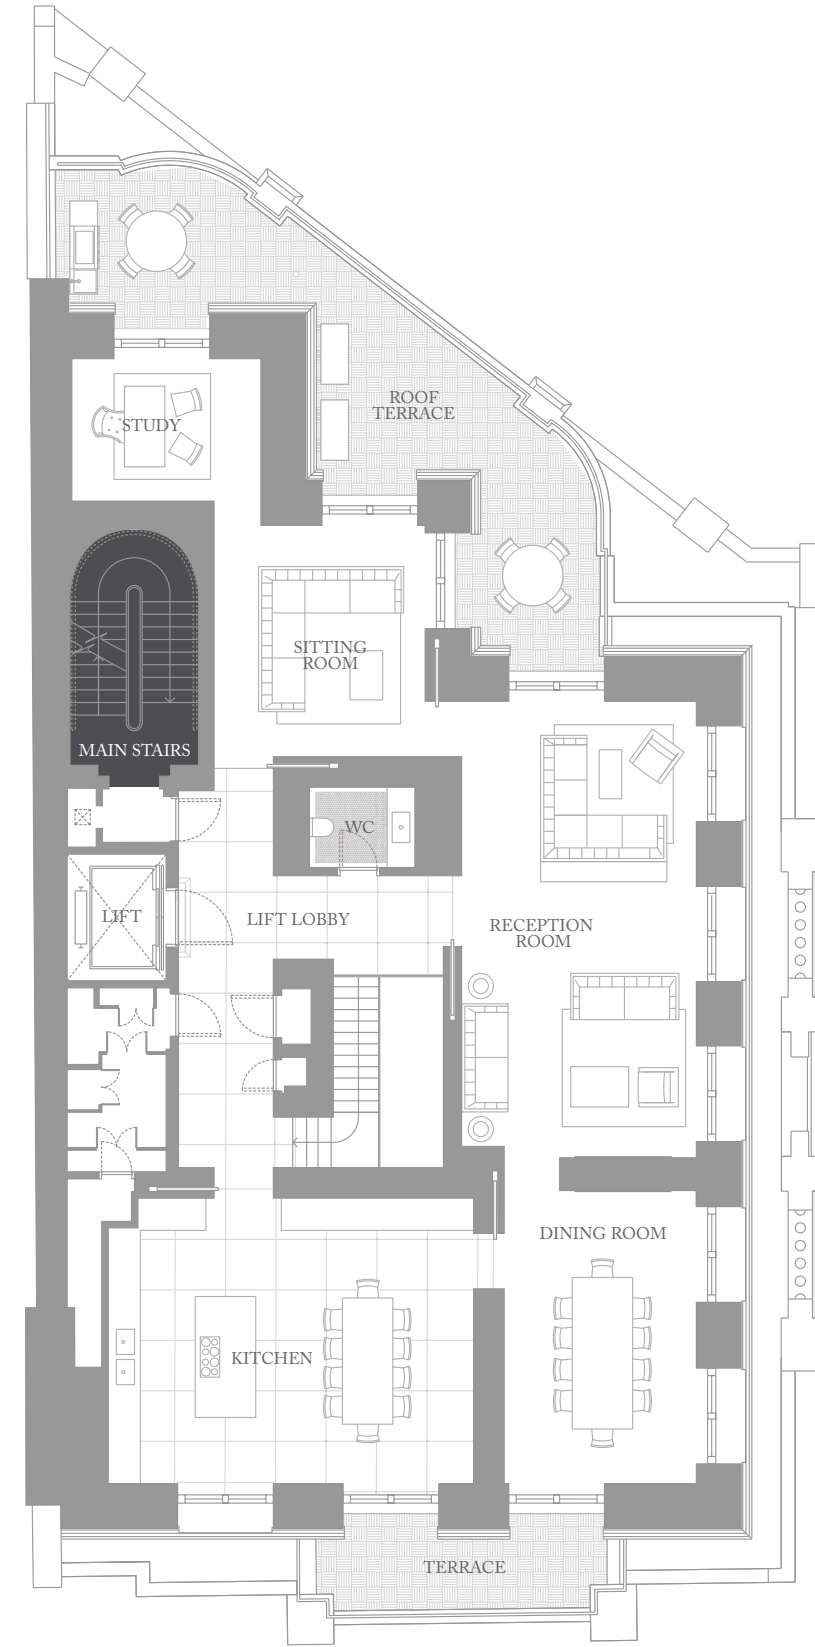 ROOF
TERRACE
STUDY
SITTING
ROOM
MAIN STAIRS
WC
LIFT
LIFT LOBBY
RECEPTION
ROOM
DINING ROOM
KITCHEN
TERRACE